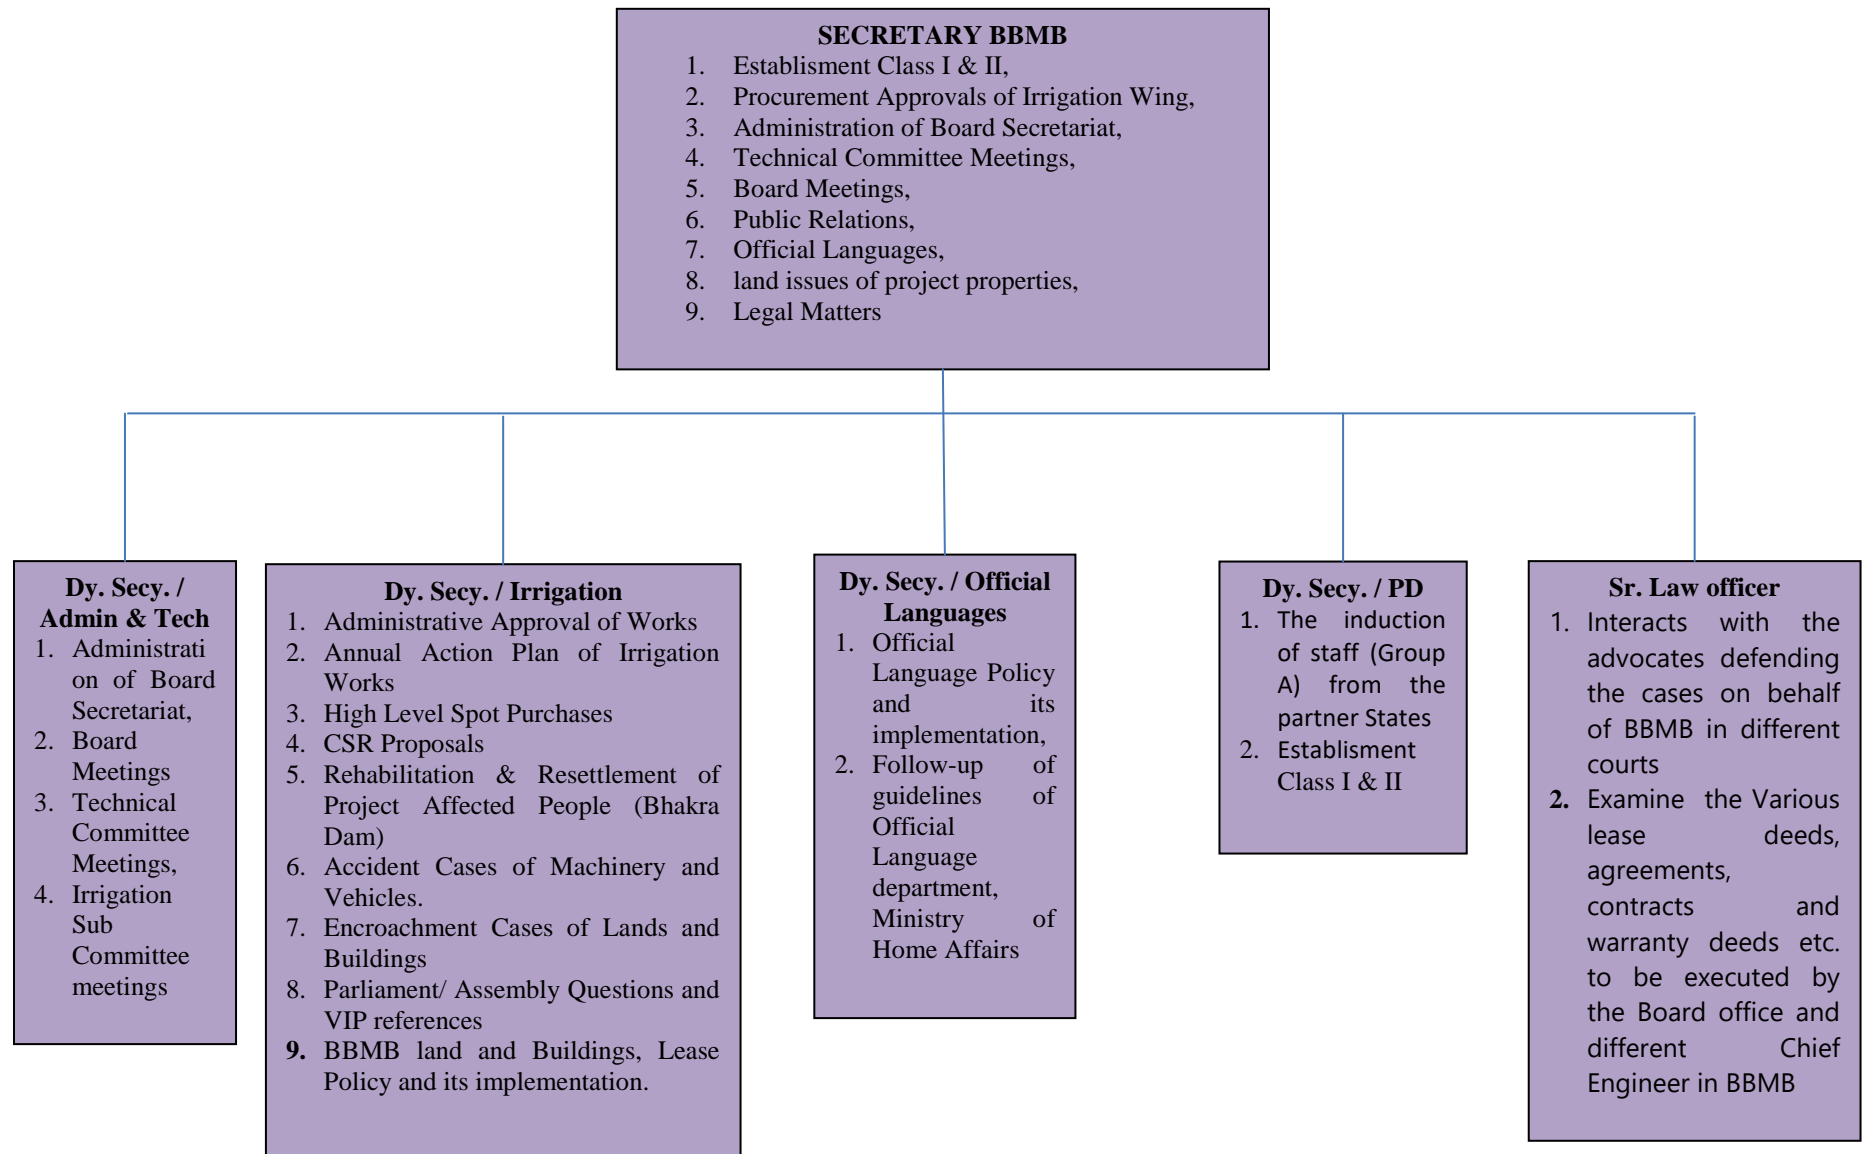 SECRETARY BBMB
1. Establisment Class I & II,
2. Procurement Approvals of Irrigation Wing,
3. Administration of Board Secretariat,
4. Technical Committee Meetings,
5. Board Meetings,
6. Public Relations,
7. Official Languages,
8. land issues of project properties,
9. Legal Matters
Dy. Secy. /
Admin & Tech
1. Administrati
on of Board
Secretariat,
2. Board
Meetings
3. Technical
Committee
Meetings,
4. Irrigation
Sub
Committee
meetings
Dy. Secy. / Irrigation
1. Administrative Approval of Works
2. Annual Action Plan of Irrigation
Works
3. High Level Spot Purchases
4. CSR Proposals
5. Rehabilitation & Resettlement of
Project Affected People (Bhakra
Dam)
6. Accident Cases of Machinery and
Vehicles.
7. Encroachment Cases of Lands and
Buildings
8. Parliament/ Assembly Questions and
VIP references
9. BBMB land and Buildings, Lease
Policy and its implementation.
Dy. Secy. / Official
Languages
1. Official
Language Policy
and its
implementation,
2. Follow-up of
guidelines of
Official
Language
department,
Ministry of
Home Affairs
Dy. Secy. / PD
1. The induction
of staff (Group
A) from the
partner States
2. Establisment
Class I & II
Sr. Law officer
1. Interacts with the
advocates defending
the cases on behalf
of BBMB in different
courts
2. Examine the Various
lease deeds,
agreements,
contracts and
warranty deeds etc.
to be executed by
the Board office and
different Chief
Engineer in BBMB